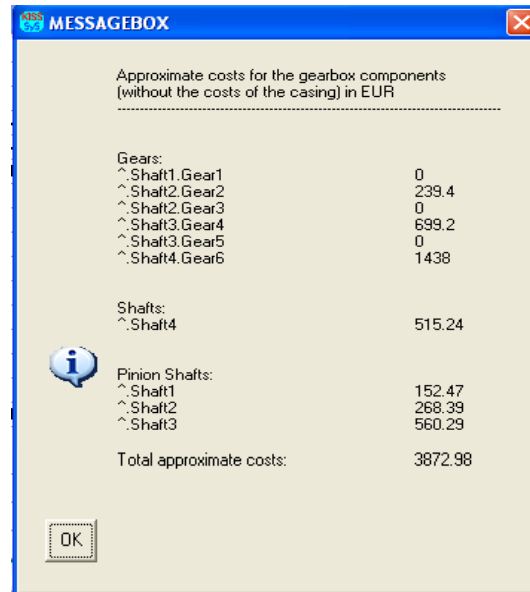 KISS SyS MESSAGEBOX
Approximate costs for the gearbox components
(without the costs of the casing) in EUR
--------------------------------------------------------------------------------
Gears:
^.Shaft1.Gear1 0
^.Shaft2.Gear2 239.4
^.Shaft2.Gear3 0
^.Shaft3.Gear4 699.2
^.Shaft3.Gear5 0
^.Shaft4.Gear6 1438
Shafts:
^.Shaft4 515.24
Pinion Shafts:
^.Shaft1 152.47
^.Shaft2 268.39
^.Shaft3 560.29
Total approximate costs: 3872.98
OK